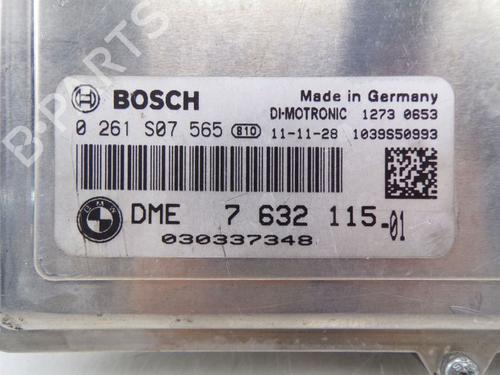 BOSCH
Made in Germany
DI-MOTRONIC 1273 0653
0 261 S07 565 810 11-11-28 1039S50993
BMW
DME 7 632 115-01
030337348
B-PARTS